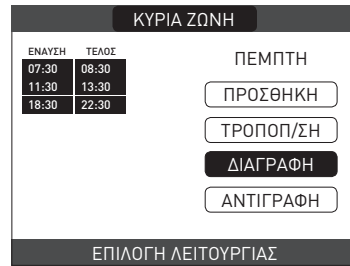 ΚΥΡΙΑ ΖΩΝΗ
ΕΝΑΥΣΗ ΤΕΛΟΣ
07:30 08:30
11:30 13:30
18:30 22:30
ΠΕΜΠΤΗ
ΠΡΟΣΘΗΚΗ
ΤΡΟΠΟΠ/ΣΗ
ΔΙΑΓΡΑΦΗ
ΑΝΤΙΓΡΑΦΗ
ΕΠΙΛΟΓΗ ΛΕΙΤΟΥΡΓΙΑΣ